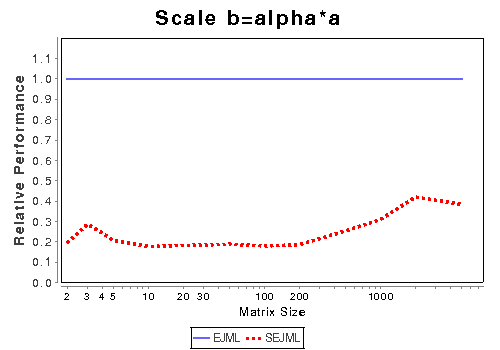 Scale b=alpha*a
Relative Performance
1.1
1.0
0.9
0.8
0.7
0.6
0.5
0.4
0.3
0.2
0.1
0.0
2 3 4 5 10 20 30 100 200 1000
Matrix Size
EJML SEJML